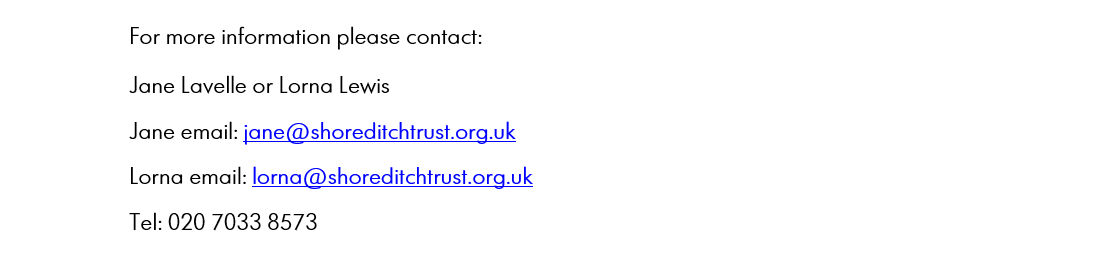 For more information please contact:
Jane Lavelle or Lorna Lewis
Jane email: jane@shoreditchtrust.org.uk
Lorna email: lorna@shoreditchtrust.org.uk
Tel: 020 7033 8573